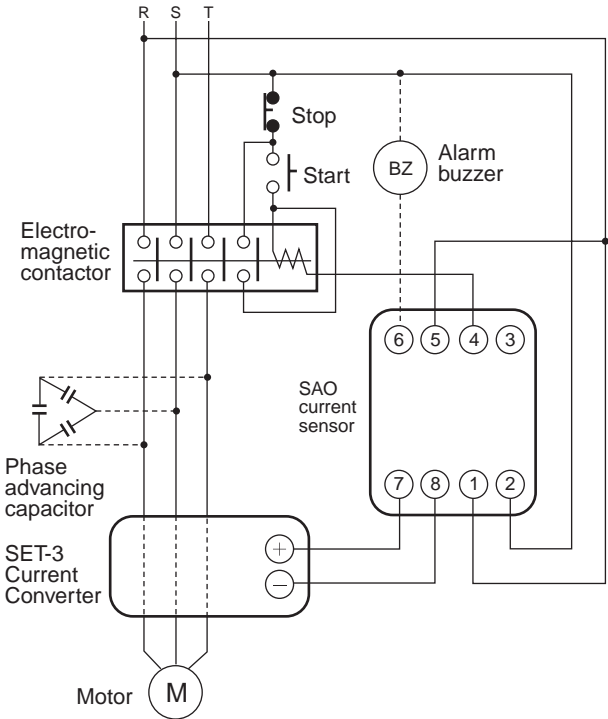 R S T
Stop
Start
BZ
Alarm
buzzer
Electro-
magnetic
contactor
6 5 4 3
SAO
current
sensor
7 8 1 2
Phase
advancing
capacitor
SET-3
Current
Converter
+
−
Motor
M